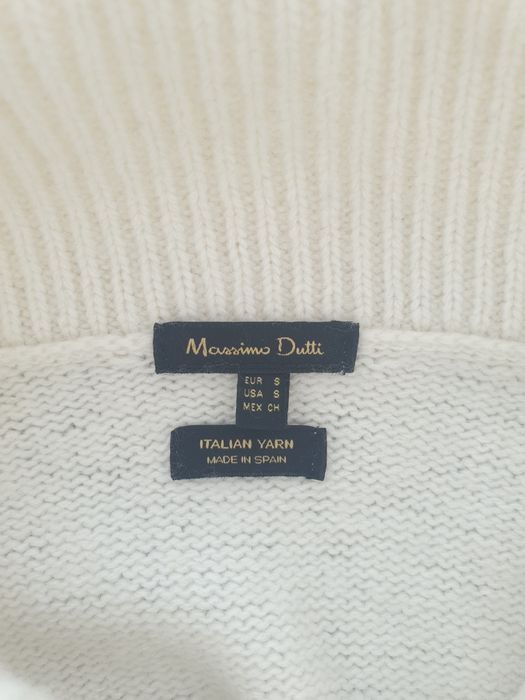 Massimo Dutti
EUR S
USA S
MEX CH
ITALIAN YARN
MADE IN SPAIN